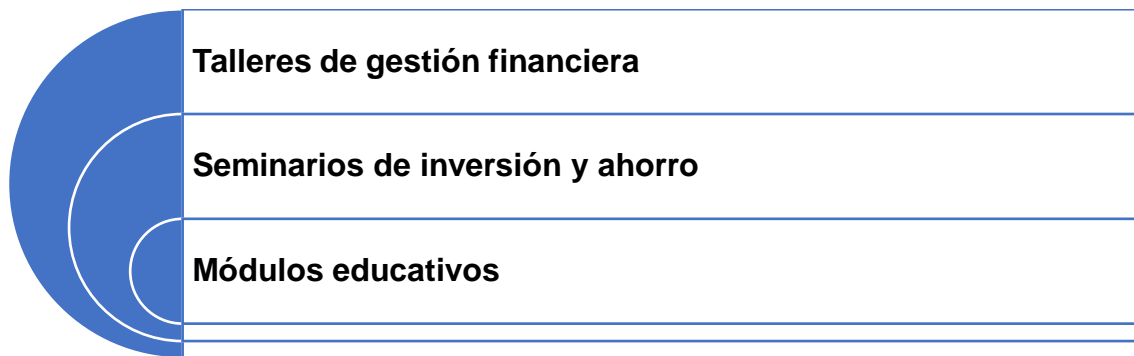 Talleres de gestión financiera
Seminarios de inversión y ahorro
Módulos educativos